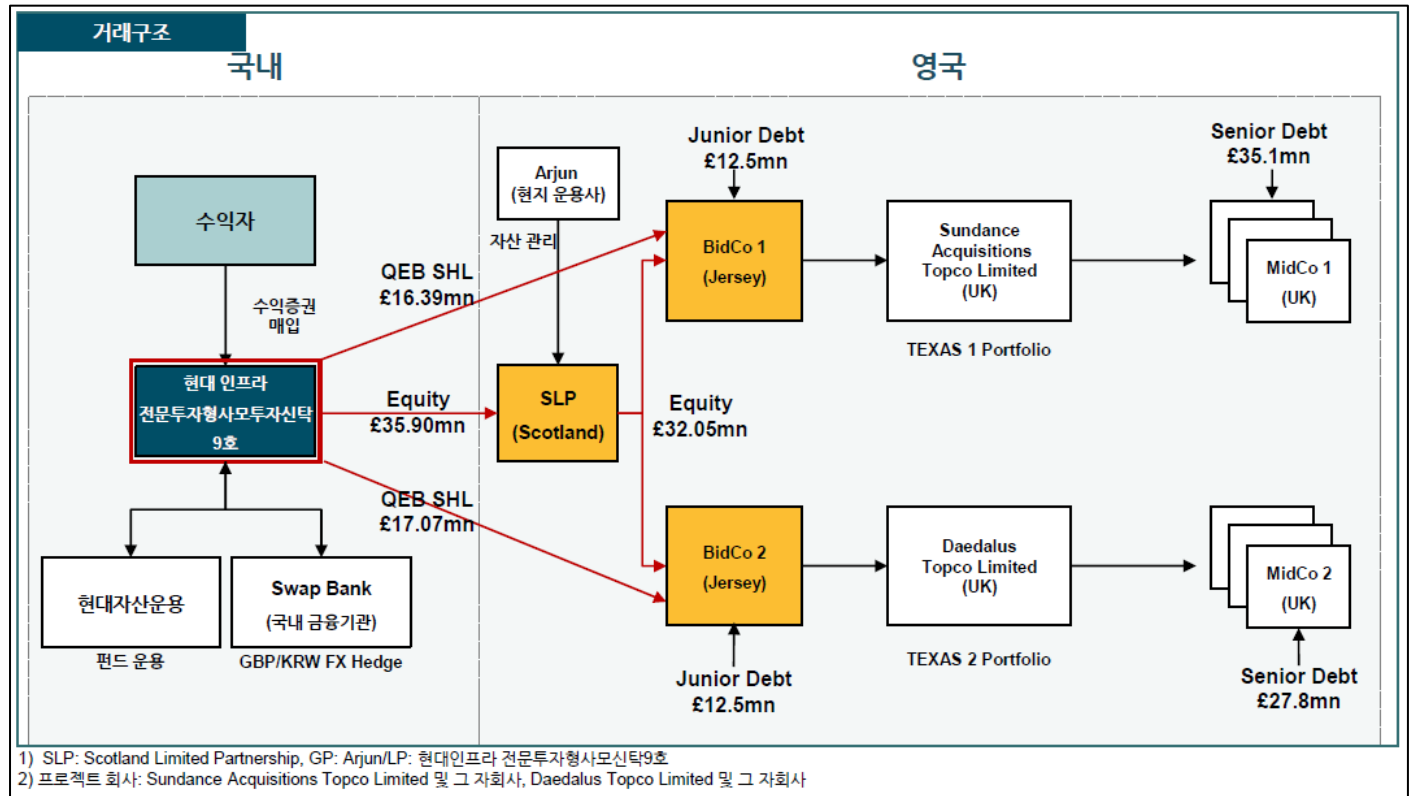 거래구조
국내
영국
수익자
수익증권
매입
현대 인프라
전문투자형사모투자신탁
9호
현대자산운용
펀드 운용
Swap Bank
(국내 금융기관)
GBP/KRW FX Hedge
QEB SHL
£16.39mn
Equity
£35.90mn
QEB SHL
£17.07mn
Arjun
(현지 운용사)
자산 관리
SLP
(Scotland)
Equity
£32.05mn
Junior Debt
£12.5mn
BidCo 1
(Jersey)
Sundance
Acquisitions
Topco Limited
(UK)
TEXAS 1 Portfolio
Senior Debt
£35.1mn
MidCo 1
(UK)
BidCo 2
(Jersey)
Junior Debt
£12.5mn
Daedalus
Topco Limited
(UK)
TEXAS 2 Portfolio
MidCo 2
(UK)
Senior Debt
£27.8mn
1) SLP: Scotland Limited Partnership, GP: Arjun/LP: 현대인프라 전문투자형사모신탁9호
2) 프로젝트 회사: Sundance Acquisitions Topco Limited 및 그 자회사, Daedalus Topco Limited 및 그 자회사